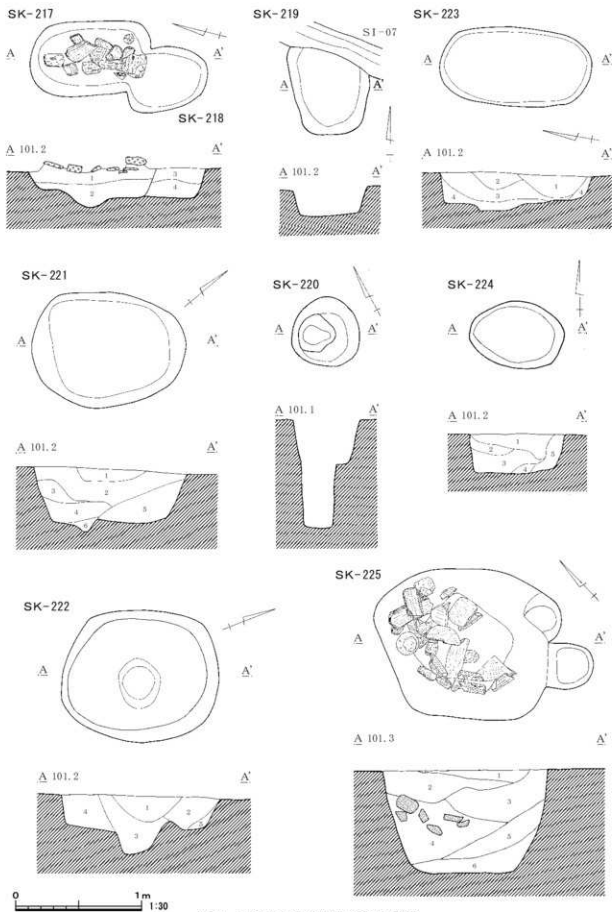 SK-217
SK-219
SK-223
SI-07
A A'
A A'
A A'
SK-218
A 101.2 A'
1
2
3
4
A 101.2 A'
A 101.2 A'
2
1
4
3
4
SK-221
SK-220
SK-224
A A'
A A'
A A'
A 101.2 A'
1
2
3
4
5
6
A 101.1 A'
A 101.2 A'
1
2
3
4
5
SK-222
SK-225
A A'
A A'
A 101.2 A'
1
2
3
4
5
A 101.3 A'
1
2
3
4
5
6
0 1m
1:30